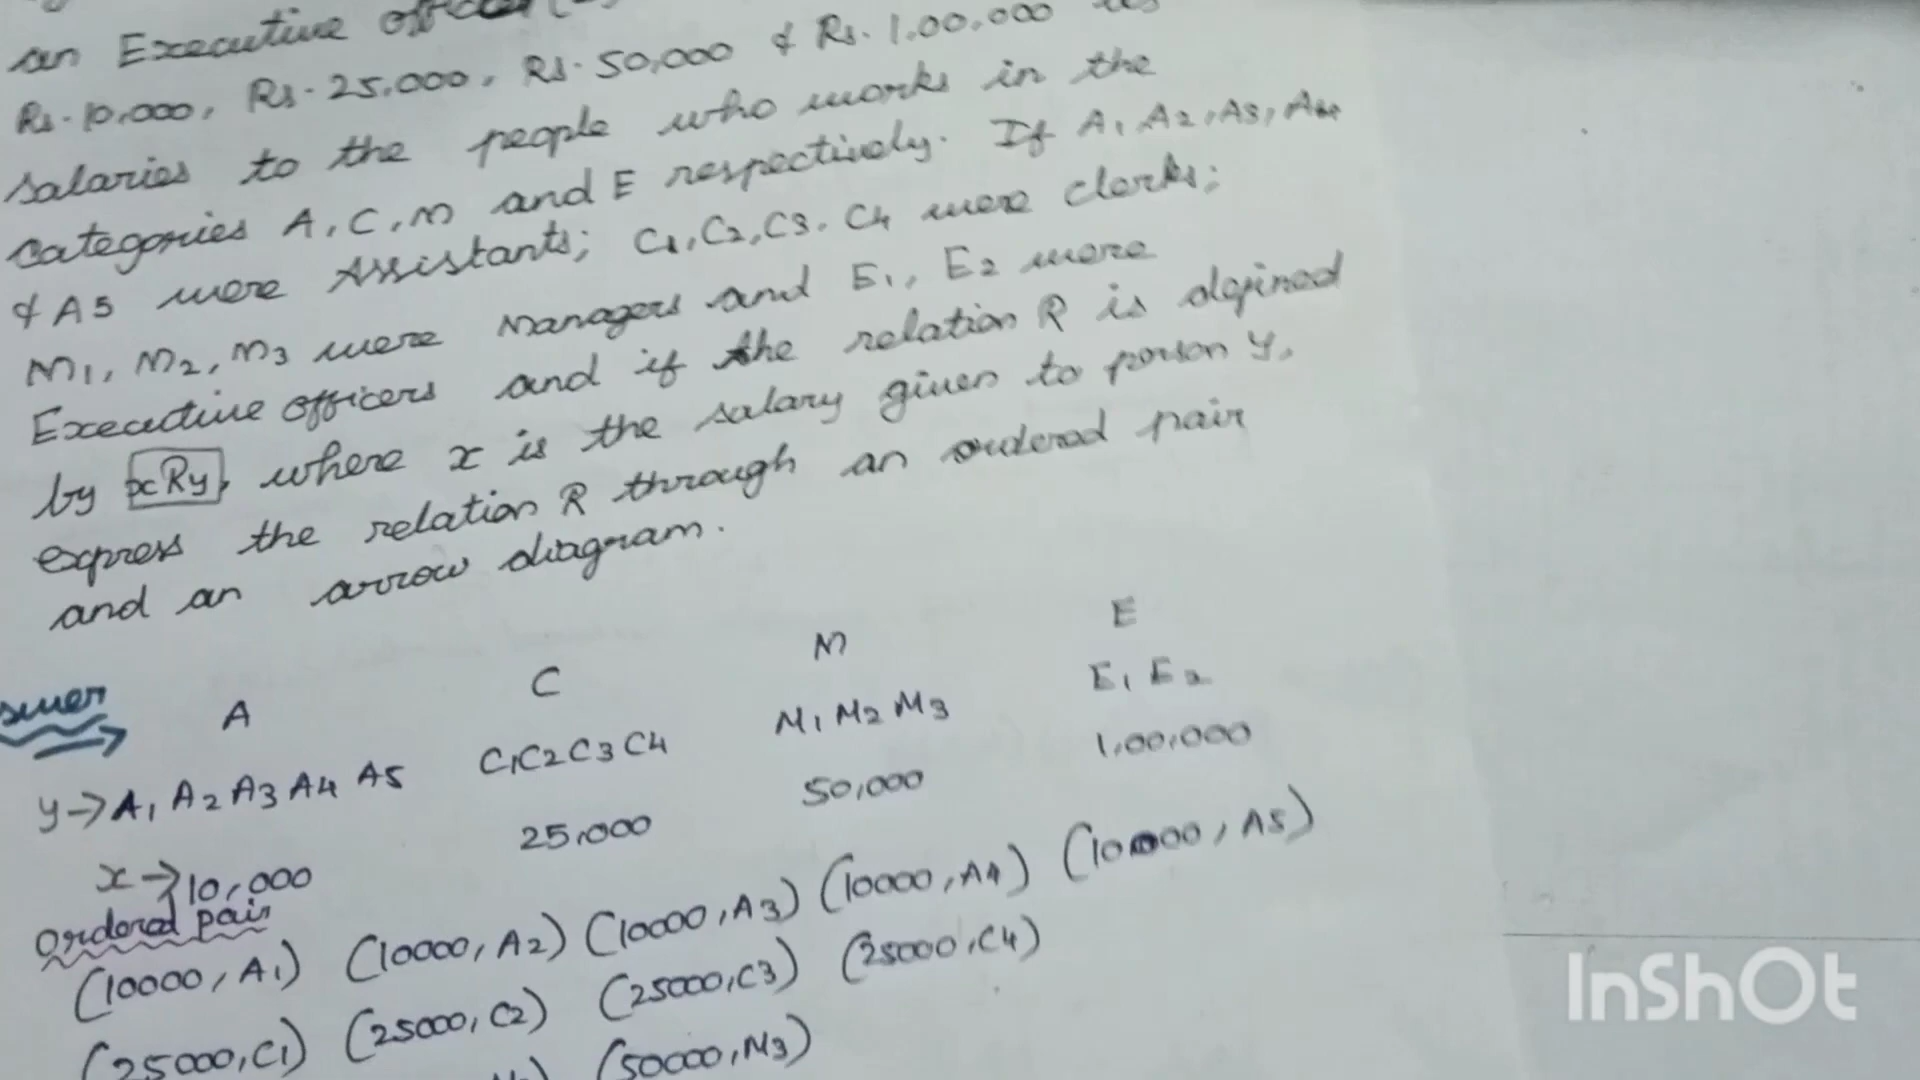 an Executive
Rs. 10,000, Rs. 25,000, Rs. 50,000 & Rs. 1,00,000
salaries to the people who works in the
categories A, C, M and E respectively. If A1 A2, A3, A4
& A5 were Assistants; C1, C2, C3, C4 were clerks;
M1, M2, M3 were Managers and E1, E2 were
Executive officers and if the relation R is defined
by xRy, where x is the salary given to person y,
express the relation R through an ordered pair
and an arrow diagram.
A C M E
y→ A1 A2 A3 A4 A5 C1C2C3C4 M1 M2 M3 E1 E2
x→ 10,000 25,000 50,000 1,00,000
Ordered pair
(10000, A1) (10000, A2) (10000, A3) (10000, A4) (10000, A5)
(25000, C1) (25000, C2) (25000, C3) (25000, C4)
(50000, M3)
InShOt